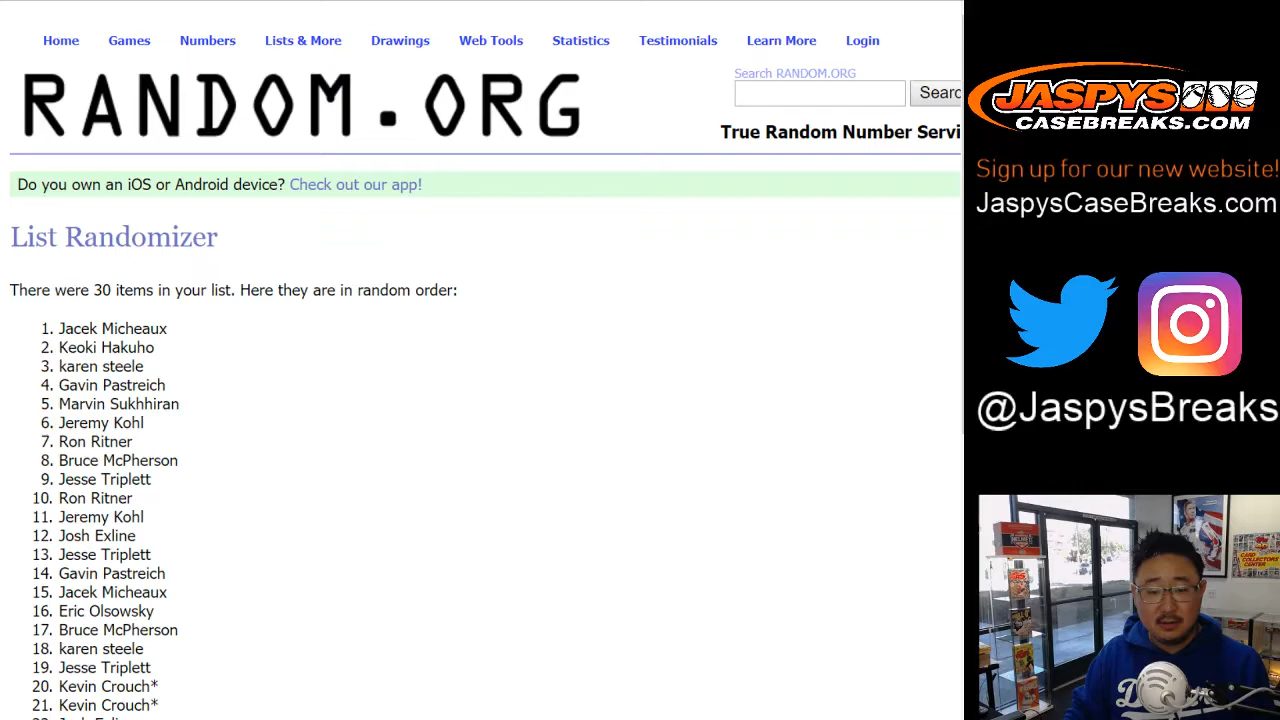 Home Games Numbers Lists & More Drawings Web Tools Statistics Testimonials Learn More Login
RANDOM.ORG
Search RANDOM.ORG
Searc
True Random Number Servi
Do you own an iOS or Android device? Check out our app!
List Randomizer
There were 30 items in your list. Here they are in random order:
1. Jacek Micheaux
2. Keoki Hakuho
3. karen steele
4. Gavin Pastreich
5. Marvin Sukhhiran
6. Jeremy Kohl
7. Ron Ritner
8. Bruce McPherson
9. Jesse Triplett
10. Ron Ritner
11. Jeremy Kohl
12. Josh Exline
13. Jesse Triplett
14. Gavin Pastreich
15. Jacek Micheaux
16. Eric Olsowsky
17. Bruce McPherson
18. karen steele
19. Jesse Triplett
20. Kevin Crouch*
21. Kevin Crouch*
JASPYS
CASEBREAKS.COM
Sign up for our new website!
JaspysCaseBreaks.com
@JaspysBreaks
CARD
COLLECTORS
CENTER